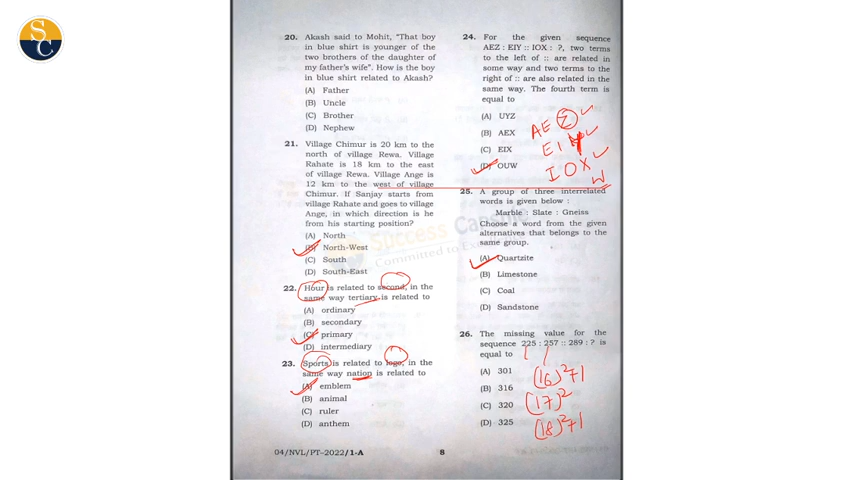 S
C
20. Akash said to Mohit, "That boy
in blue shirt is younger of the
two brothers of the daughter of
my father's wife". How is the boy
in blue shirt related to Akash?
(A) Father
(B) Uncle
(C) Brother
(D) Nephew
21. Village Chimur is 20 km to the
north of village Rewa. Village
Rahate is 18 km to the east
of village Rewa. Village Ange is
12 km to the west of village
Chimur. If Sanjay starts from
village Rahate and goes to village
Ange, in which direction is he
from his starting position?
(A) North
(B) North-West
(C) South
(D) South-East
22. Hour is related to second, in the
same way tertiary is related to
(A) ordinary
(B) secondary
(C) primary
(D) intermediary
23. Sports is related to logo, in the
same way nation is related to
(A) emblem
(B) animal
(C) ruler
(D) anthem
04/NVL/PT-2022/1-A
8
24. For the given sequence
AEZ : EIY :: IOX : ?, two terms
to the left of :: are related in
some way and two terms to the
right of :: are also related in the
same way. The fourth term is
equal to
(A) UYZ
(B) AEX
(C) EIX
(D) OUW
AE Z
EI Y
IOX
W
25. A group of three interrelated
words is given below :
Marble : Slate : Gneiss
Choose a word from the given
alternatives that belongs to the
same group.
(A) Quartzite
(B) Limestone
(C) Coal
(D) Sandstone
26. The missing value for the
sequence 225 : 257 :: 289 : ? is
equal to
(A) 301
(B) 316
(C) 320
(D) 325
(16)²+1
(17)²
(18)²+1
Success Capsule
Committed to